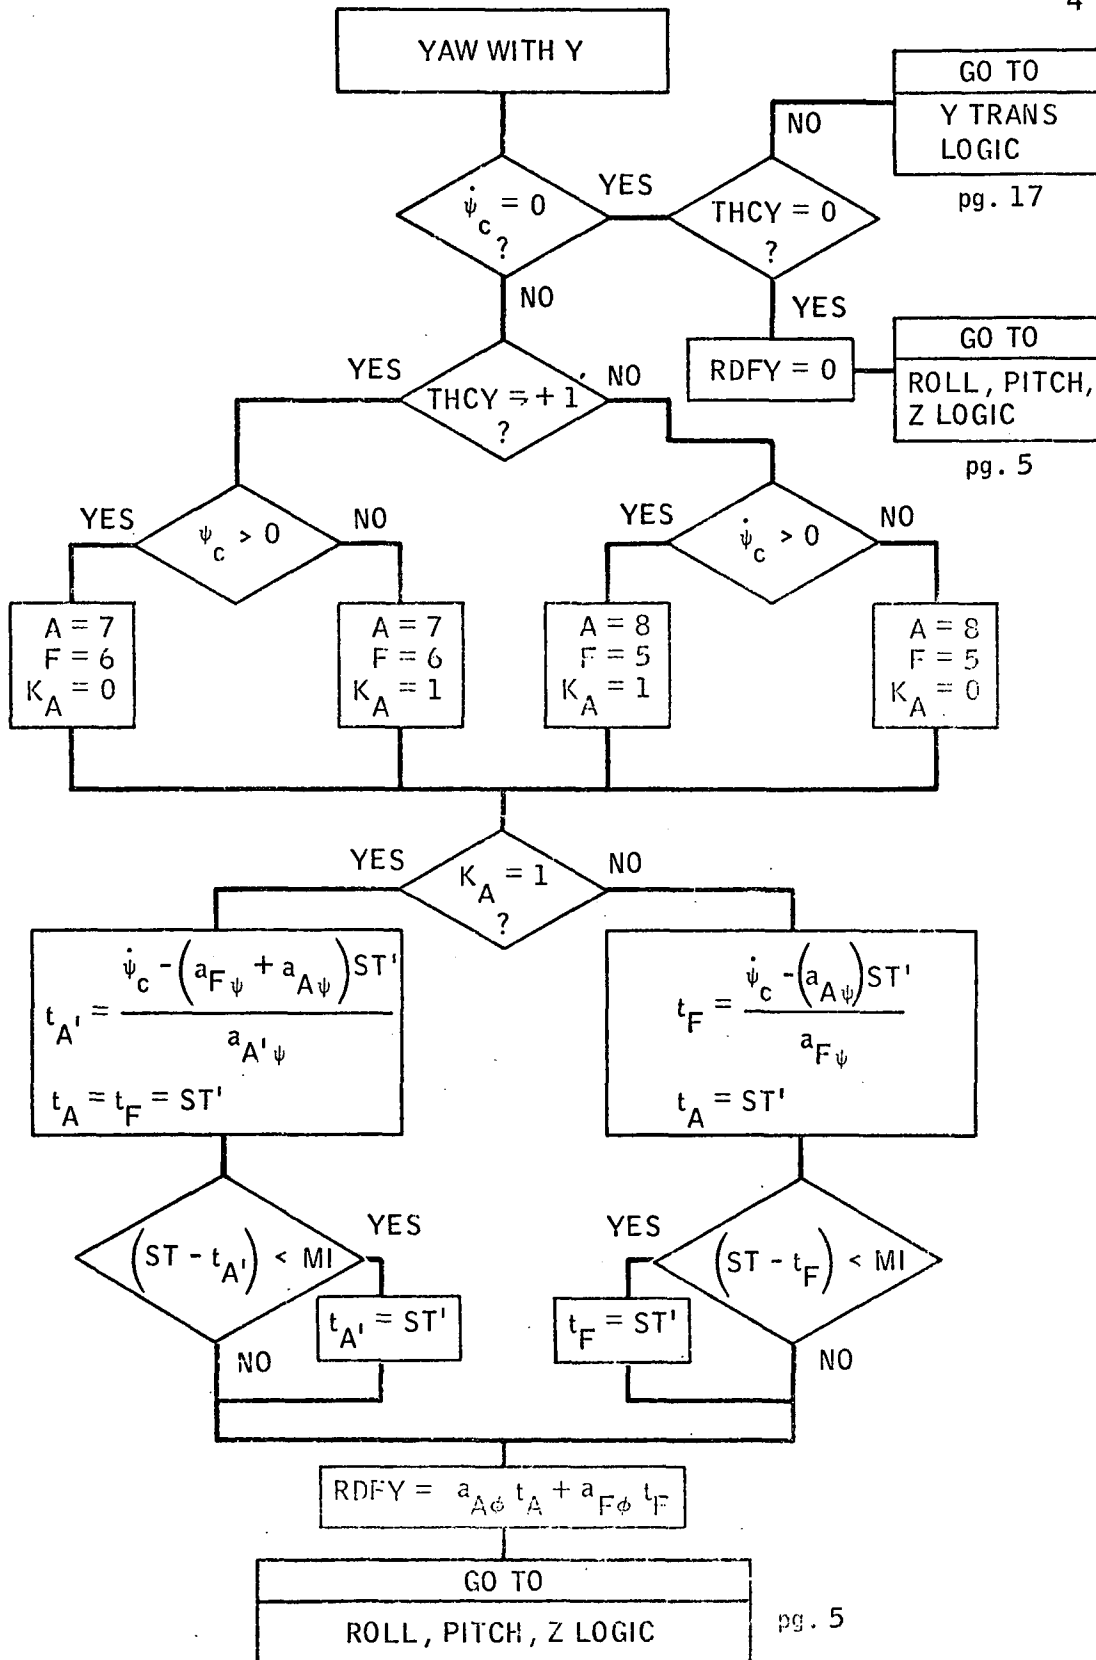 4
YAW WITH Y
GO TO
Y TRANS
LOGIC
pg. 17
NO
ψ̇c = 0
?
YES
THCY = 0
?
NO
YES
RDFY = 0
GO TO
ROLL, PITCH,
Z LOGIC
pg. 5
YES
THCY = + 1
?
NO
YES
ψc > 0
NO
YES
ψ̇c > 0
NO
A = 7
F = 6
KA = 0
A = 7
F = 6
KA = 1
A = 8
F = 5
KA = 1
A = 8
F = 5
KA = 0
YES
KA = 1
?
NO
tA' = (ψ̇c - (aFψ + aAψ) ST') / aA'ψ
tA = tF = ST'
tF = (ψ̇c - (aAψ) ST') / aFψ
tA = ST'
(ST - tA') < MI
YES
tA' = ST'
NO
YES
(ST - tF) < MI
tF = ST'
NO
RDFY = aAϕ tA + aFϕ tF
GO TO
ROLL, PITCH, Z LOGIC
pg. 5